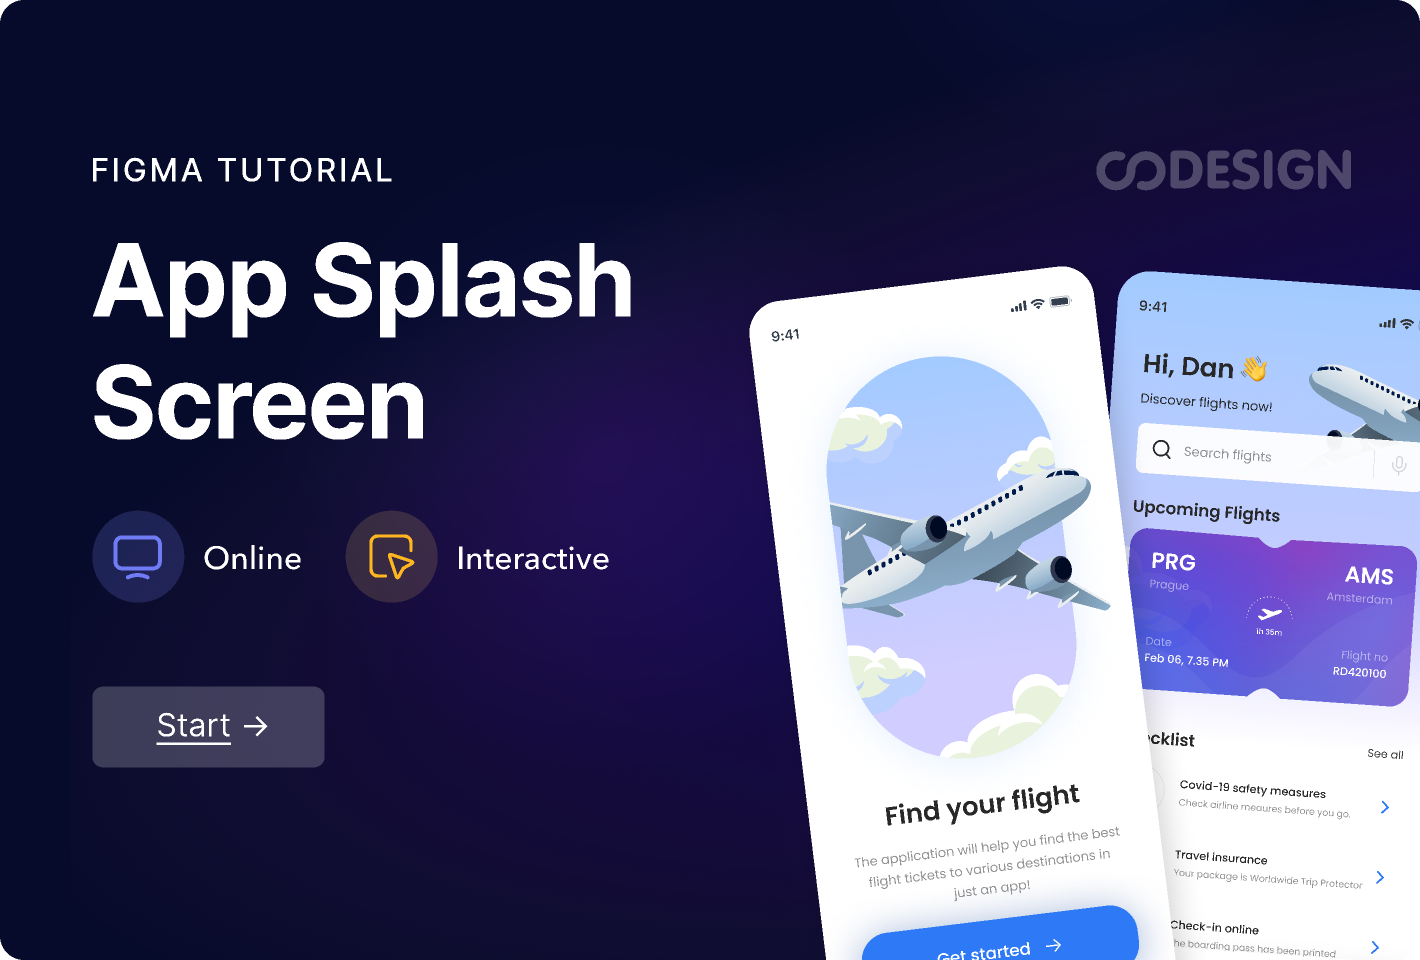 FIGMA TUTORIAL
CODESIGN
App Splash
Screen
Online
Interactive
Start →
9:41
Find your flight
The application will help you find the best
flight tickets to various destinations in
just an app!
Get started →
9:41
Hi, Dan 👋
Discover flights now!
Search flights
Upcoming Flights
PRG
AMS
Prague
Amsterdam
1h 35m
Date
Flight no
Feb 06, 7.35 PM
RD420100
cklist
See all
Covid-19 safety measures
Check airline meaures before you go.
Travel insurance
Your package is Worldwide Trip Protector
Check-in online
he boarding pass has been printed